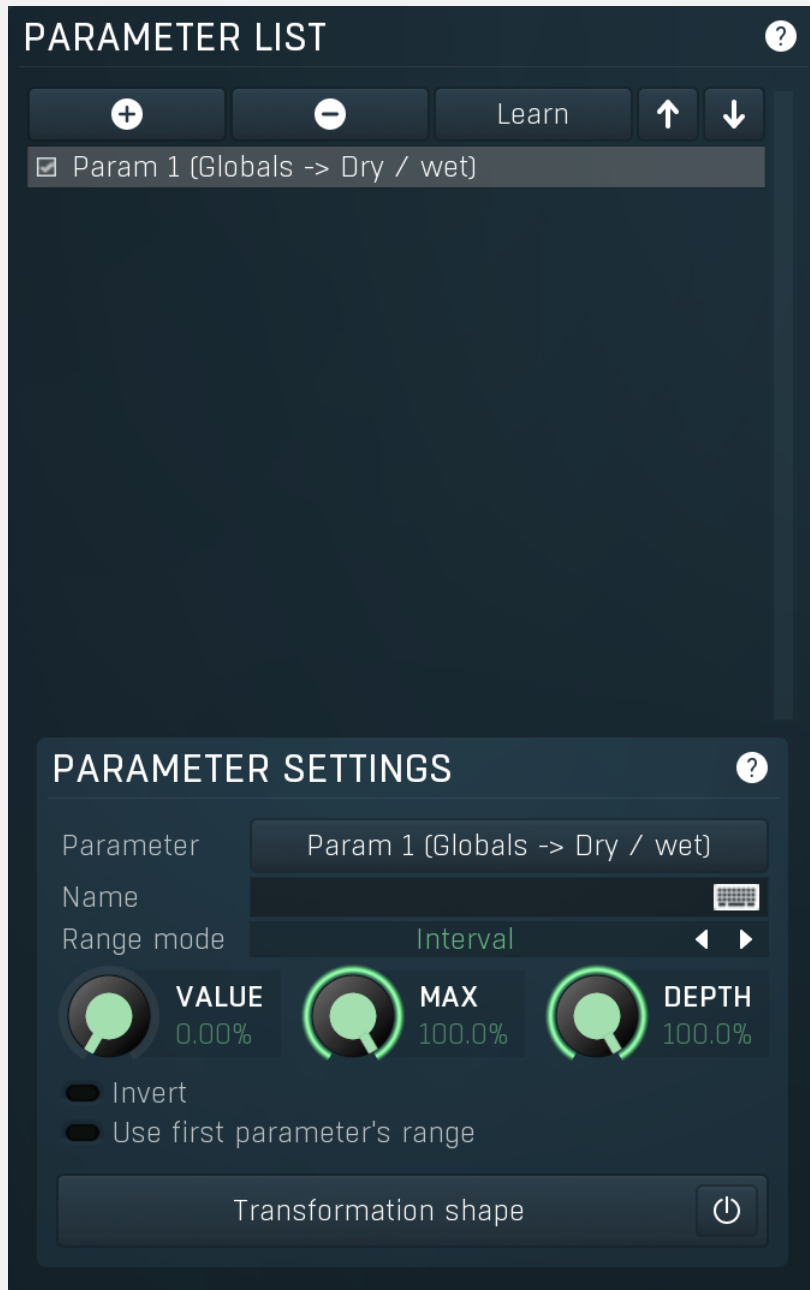 PARAMETER LIST ?
Learn
Param 1 (Globals -> Dry / wet)
PARAMETER SETTINGS ?
Parameter Param 1 (Globals -> Dry / wet)
Name
Range mode Interval
VALUE MAX DEPTH
0.00% 100.0% 100.0%
Invert
Use first parameter's range
Transformation shape